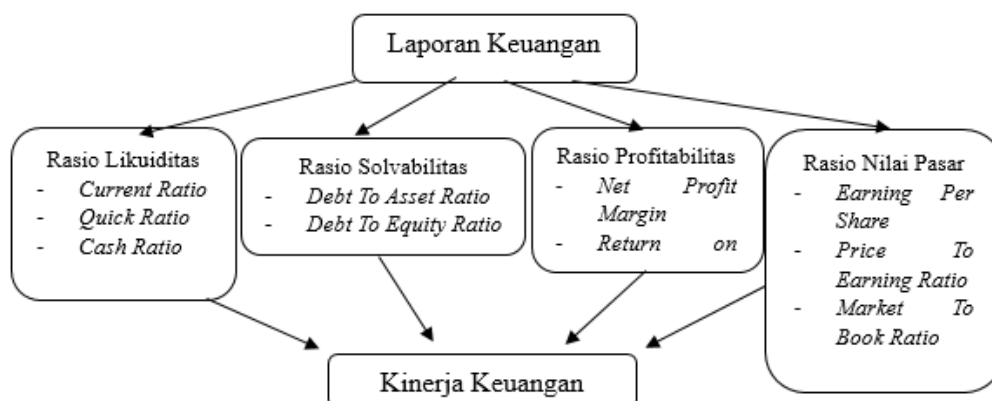 Laporan Keuangan
Rasio Likuiditas
- Current Ratio
- Quick Ratio
- Cash Ratio
Rasio Solvabilitas
- Debt To Asset Ratio
- Debt To Equity Ratio
Rasio Profitabilitas
- Net Profit
Margin
- Return on
Rasio Nilai Pasar
- Earning Per
Share
- Price To
Earning Ratio
- Market To
Book Ratio
Kinerja Keuangan